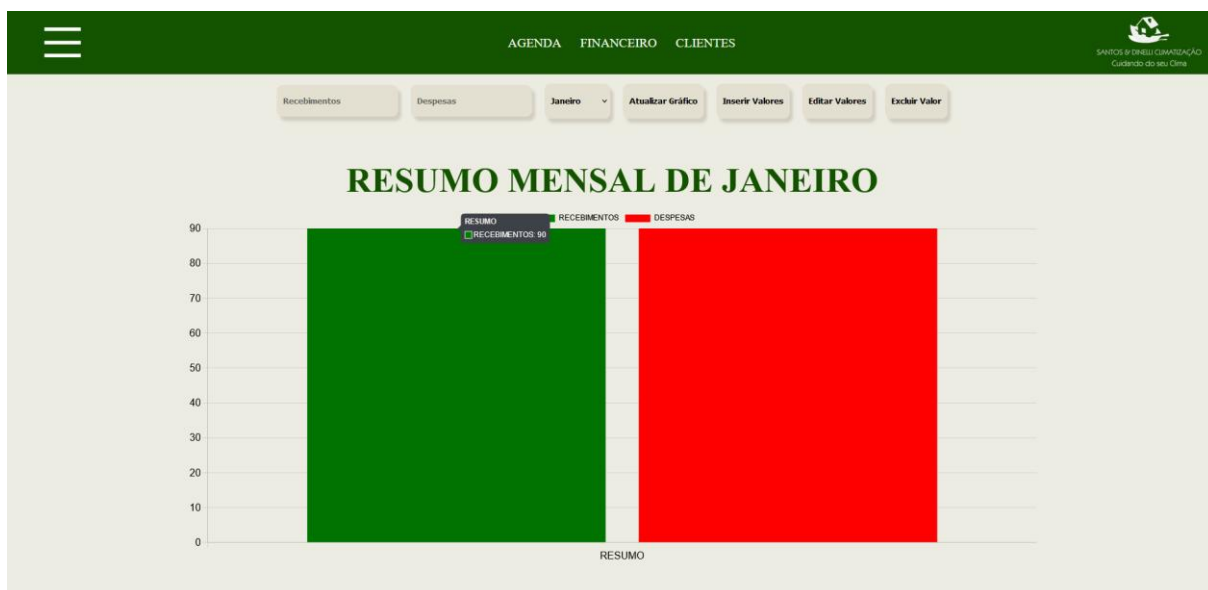 AGENDA FINANCEIRO CLIENTES
SANTOS & DINELLI CLIMATIZAÇÃO
Cuidando do seu Clima
Recebimentos Despesas Janeiro Atualizar Gráfico Inserir Valores Editar Valores Excluir Valor
RESUMO MENSAL DE JANEIRO
RECEBIMENTOS DESPESAS
RESUMO
RECEBIMENTOS: 90
90
80
70
60
50
40
30
20
10
0
RESUMO